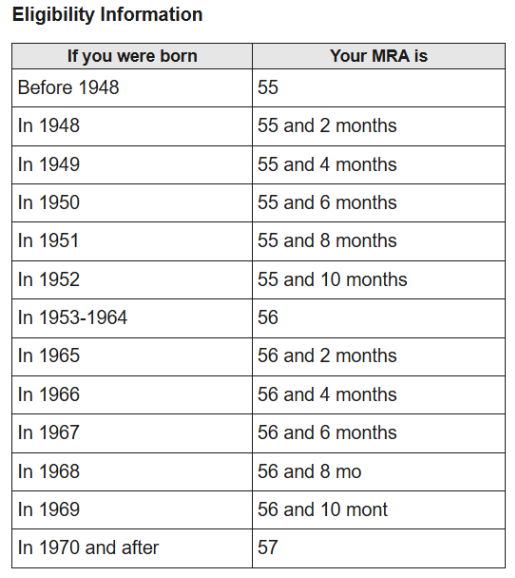 Eligibility Information
If you were born Your MRA is
Before 1948 55
In 1948 55 and 2 months
In 1949 55 and 4 months
In 1950 55 and 6 months
In 1951 55 and 8 months
In 1952 55 and 10 months
In 1953-1964 56
In 1965 56 and 2 months
In 1966 56 and 4 months
In 1967 56 and 6 months
In 1968 56 and 8 mo
In 1969 56 and 10 mont
In 1970 and after 57